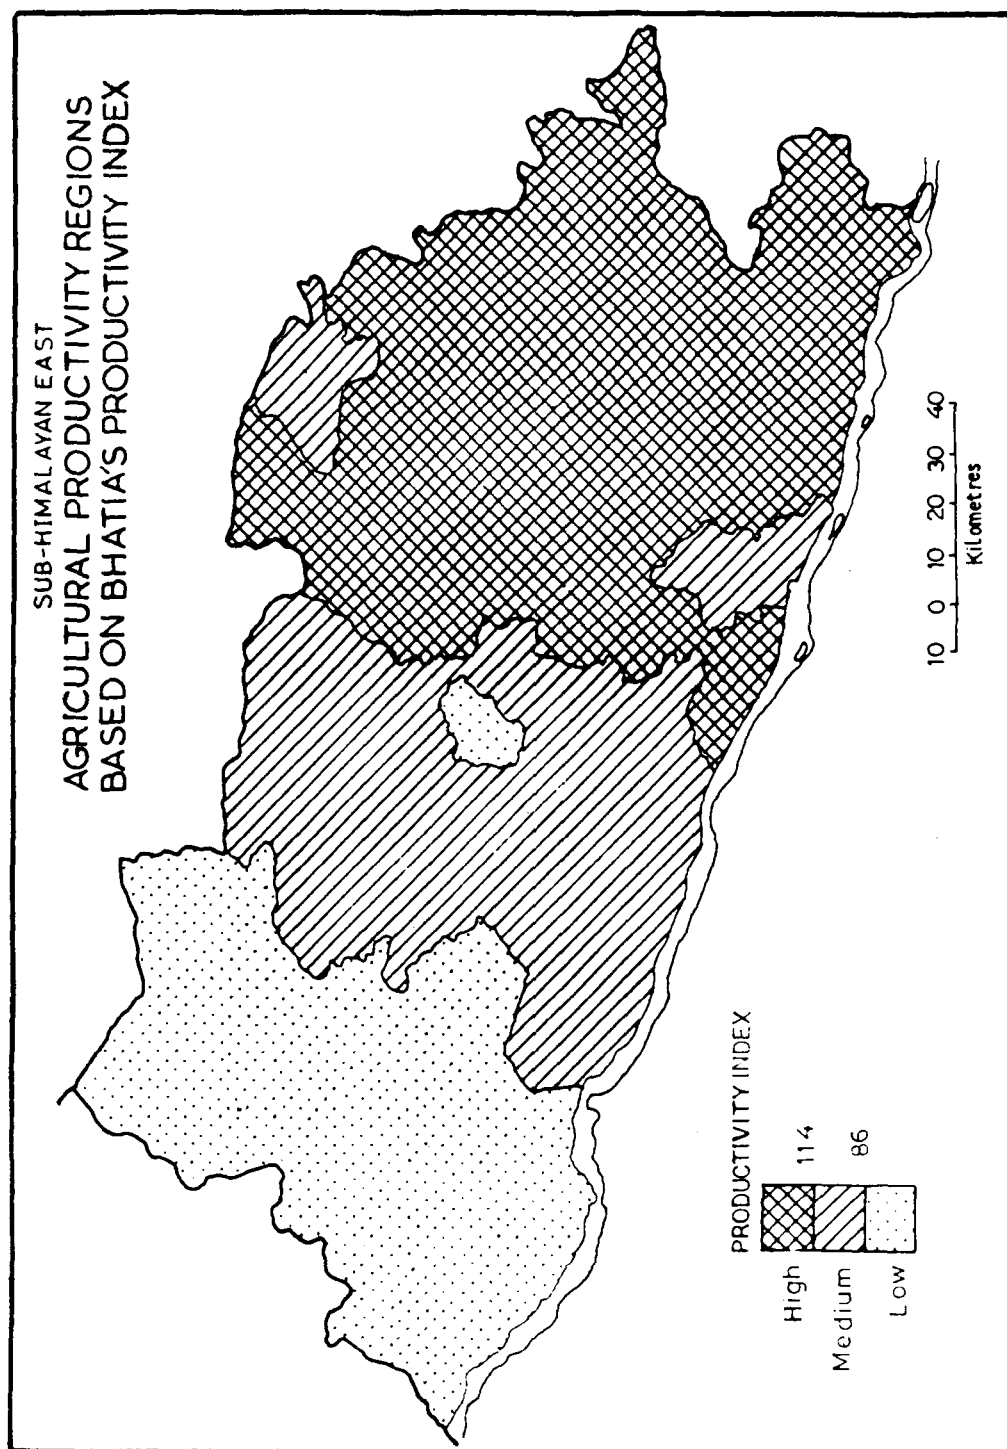 SUB-HIMALAYAN EAST
AGRICULTURAL PRODUCTIVITY REGIONS
BASED ON BHATIA'S PRODUCTIVITY INDEX
PRODUCTIVITY INDEX
High
114
Medium
86
Low
10 0 10 20 30 40
Kilometres